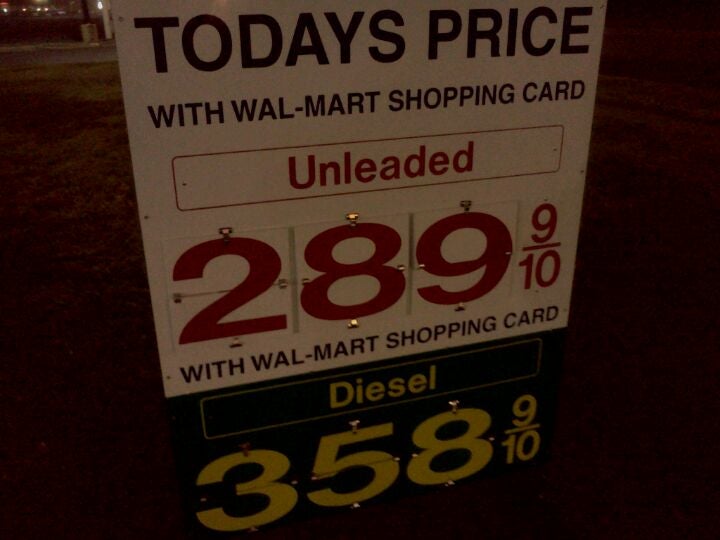 TODAYS PRICE
WITH WAL-MART SHOPPING CARD
Unleaded
289 9/10
WITH WAL-MART SHOPPING CARD
Diesel
358 9/10